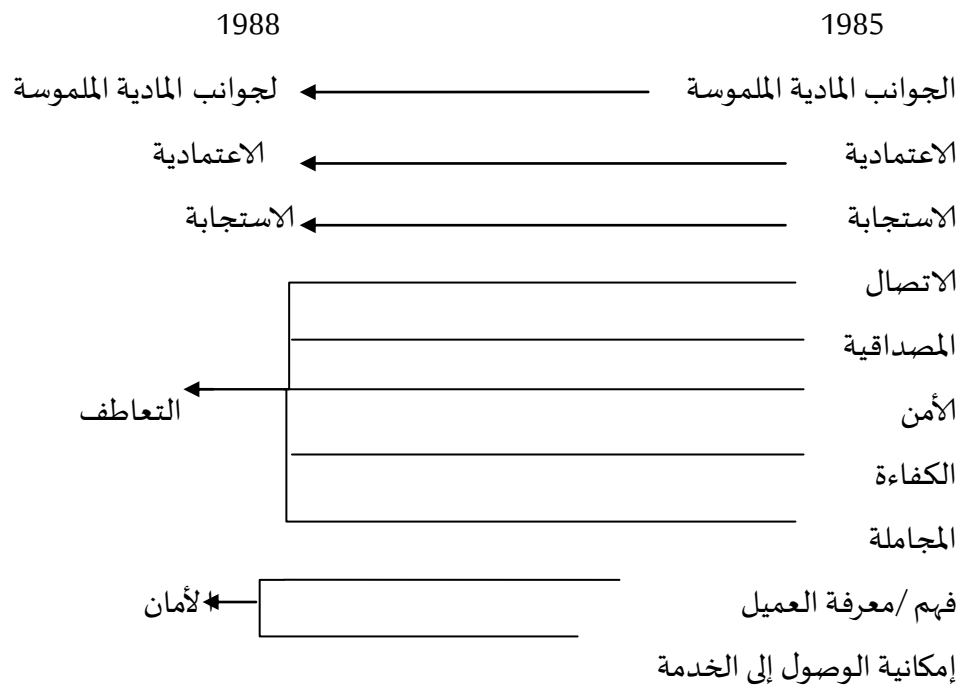 1985 1988
الجوانب المادية الملموسة لجوانب المادية الملموسة
الاعتمادية الاعتمادية
الاستجابة الاستجابة
الاتصال
المصداقية
الأمن التعاطف
الكفاءة
المجاملة
فهم /معرفة العميل لأمان
إمكانية الوصول إلى الخدمة